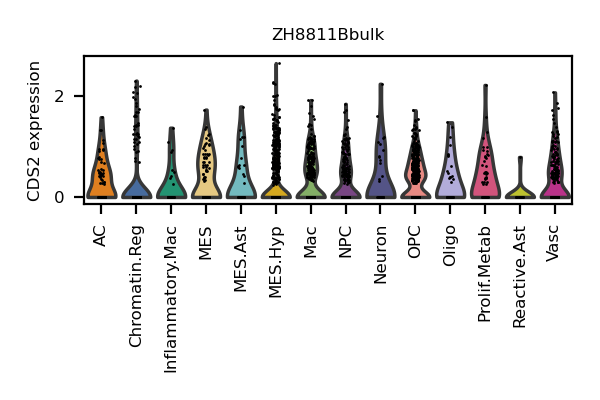 ZH8811Bbulk
CDS2 expression
2
0
AC
Chromatin.Reg
Inflammatory.Mac
MES
MES.Ast
MES.Hyp
Mac
NPC
Neuron
OPC
Oligo
Prolif.Metab
Reactive.Ast
Vasc